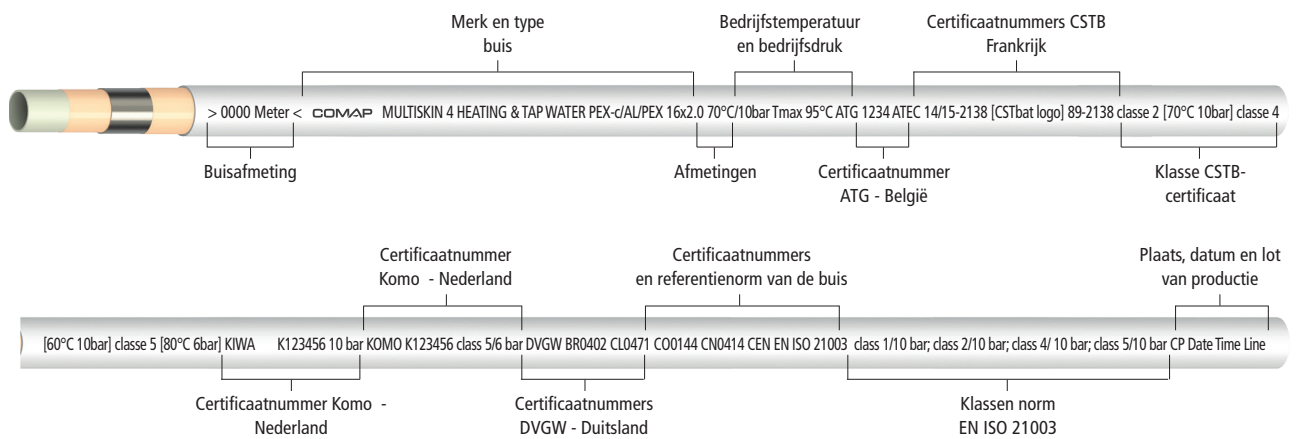 Merk en type
buis
Bedrijfstemperatuur
en bedrijfsdruk
Certificaatnummers CSTB
Frankrijk
> 0000 Meter < COMAP MULTISKIN 4 HEATING & TAP WATER PEX-c/AL/PEX 16x2.0 70°C/10bar Tmax 95°C ATG 1234 ATEC 14/15-2138 [CSTbat logo] 89-2138 classe 2 [70°C 10bar] classe 4
Buisafmeting
Afmetingen
Certificaatnummer
ATG - België
Klasse CSTB-
certificaat
Certificaatnummer
Komo - Nederland
Certificaatnummers
en referentienorm van de buis
Plaats, datum en lot
van productie
[60°C 10bar] classe 5 [80°C 6bar] KIWA K123456 10 bar KOMO K123456 class 5/6 bar DVGW BR0402 CL0471 CO0144 CN0414 CEN EN ISO 21003 class 1/10 bar; class 2/10 bar; class 4/ 10 bar; class 5/10 bar CP Date Time Line
Certificaatnummer Komo -
Nederland
Certificaatnummers
DVGW - Duitsland
Klassen norm
EN ISO 21003